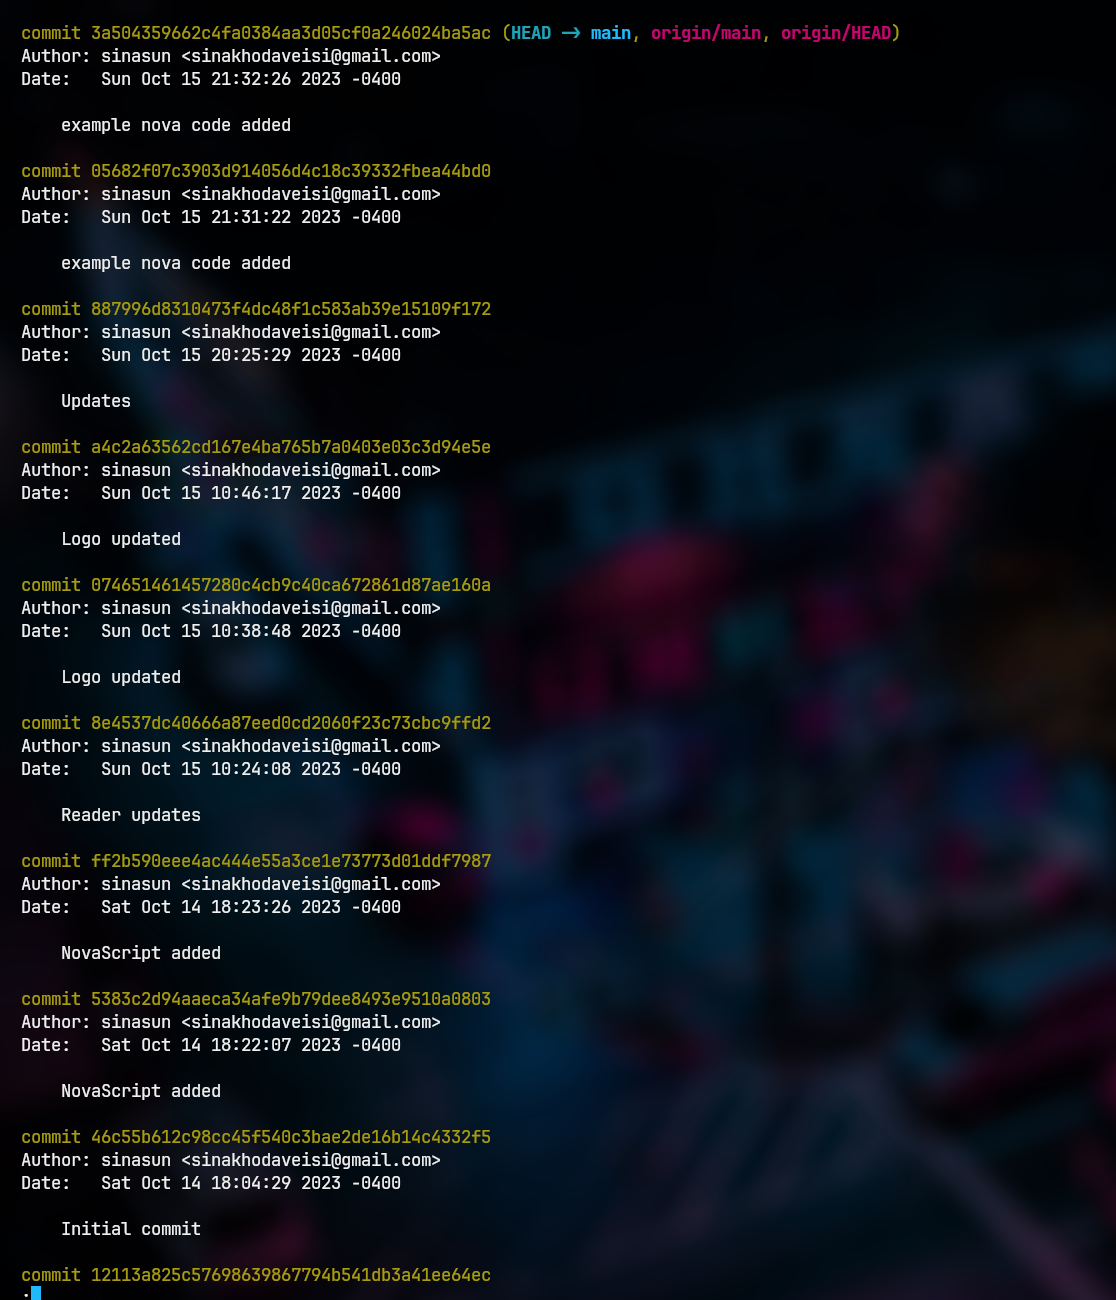 commit 3a504359662c4fa0384aa3d05cf0a246024ba5ac (HEAD -> main, origin/main, origin/HEAD)
Author: sinasun <sinakhodaveisi@gmail.com>
Date:   Sun Oct 15 21:32:26 2023 -0400
example nova code added
commit 05682f07c3903d914056d4c18c39332fbea44bd0
Author: sinasun <sinakhodaveisi@gmail.com>
Date:   Sun Oct 15 21:31:22 2023 -0400
example nova code added
commit 887996d8310473f4dc48f1c583ab39e15109f172
Author: sinasun <sinakhodaveisi@gmail.com>
Date:   Sun Oct 15 20:25:29 2023 -0400
Updates
commit a4c2a63562cd167e4ba765b7a0403e03c3d94e5e
Author: sinasun <sinakhodaveisi@gmail.com>
Date:   Sun Oct 15 10:46:17 2023 -0400
Logo updated
commit 074651461457280c4cb9c40ca672861d87ae160a
Author: sinasun <sinakhodaveisi@gmail.com>
Date:   Sun Oct 15 10:38:48 2023 -0400
Logo updated
commit 8e4537dc40666a87eed0cd2060f23c73cbc9ffd2
Author: sinasun <sinakhodaveisi@gmail.com>
Date:   Sun Oct 15 10:24:08 2023 -0400
Reader updates
commit ff2b590eee4ac444e55a3ce1e73773d01ddf7987
Author: sinasun <sinakhodaveisi@gmail.com>
Date:   Sat Oct 14 18:23:26 2023 -0400
NovaScript added
commit 5383c2d94aaeca34afe9b79dee8493e9510a0803
Author: sinasun <sinakhodaveisi@gmail.com>
Date:   Sat Oct 14 18:22:07 2023 -0400
NovaScript added
commit 46c55b612c98cc45f540c3bae2de16b14c4332f5
Author: sinasun <sinakhodaveisi@gmail.com>
Date:   Sat Oct 14 18:04:29 2023 -0400
Initial commit
commit 12113a825c57698639867794b541db3a41ee64ec
: